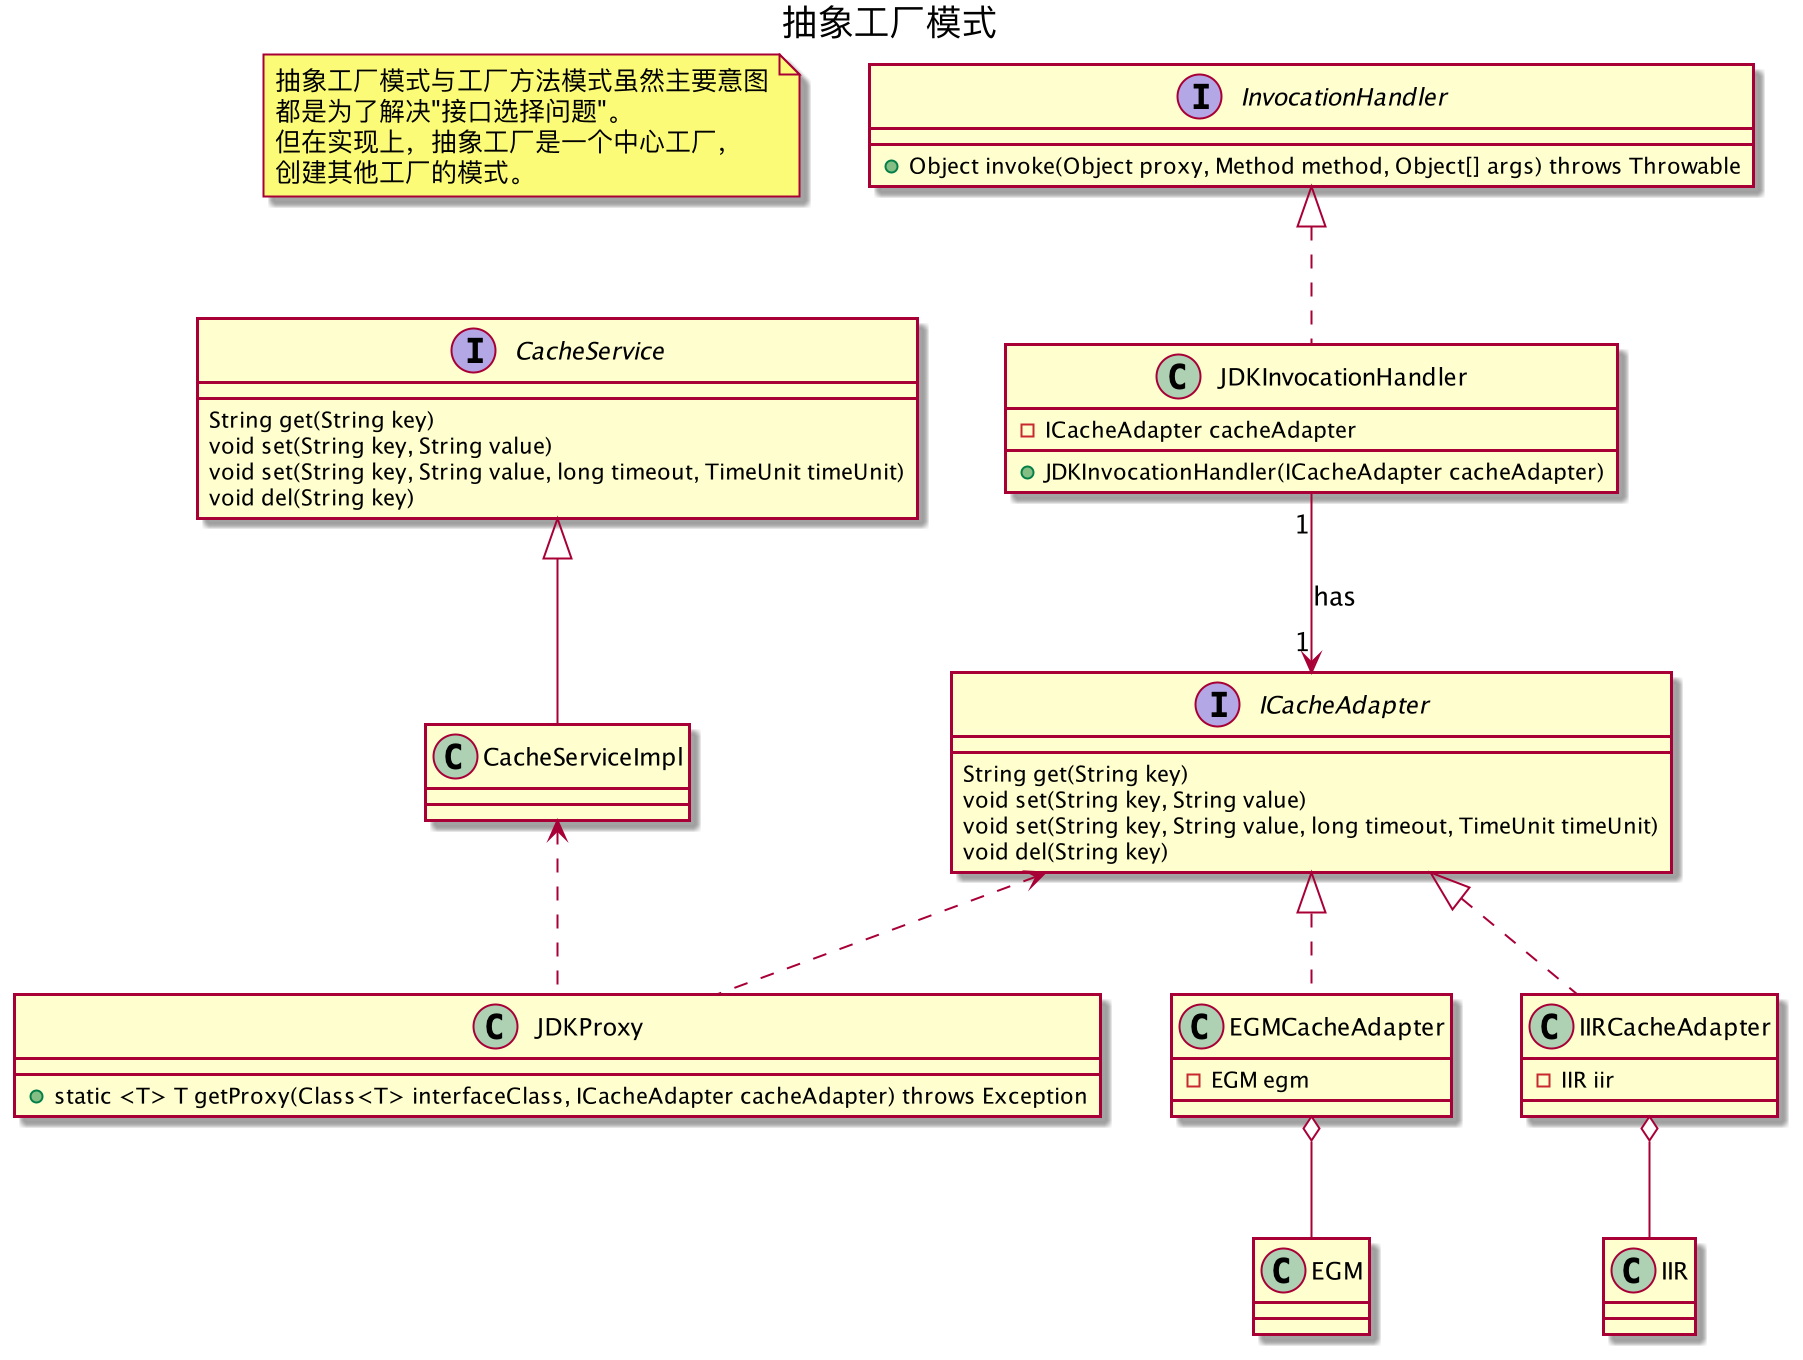 抽象工厂模式
抽象工厂模式与工厂方法模式虽然主要意图
都是为了解决"接口选择问题"。
但在实现上，抽象工厂是一个中心工厂，
创建其他工厂的模式。
I InvocationHandler
Object invoke(Object proxy, Method method, Object[] args) throws Throwable
I CacheService
String get(String key)
void set(String key, String value)
void set(String key, String value, long timeout, TimeUnit timeUnit)
void del(String key)
C JDKInvocationHandler
ICacheAdapter cacheAdapter
JDKInvocationHandler(ICacheAdapter cacheAdapter)
1
has
1
C CacheServiceImpl
I ICacheAdapter
String get(String key)
void set(String key, String value)
void set(String key, String value, long timeout, TimeUnit timeUnit)
void del(String key)
C JDKProxy
static <T> T getProxy(Class<T> interfaceClass, ICacheAdapter cacheAdapter) throws Exception
C EGMCacheAdapter
EGM egm
C IIRCacheAdapter
IIR iir
C EGM
C IIR